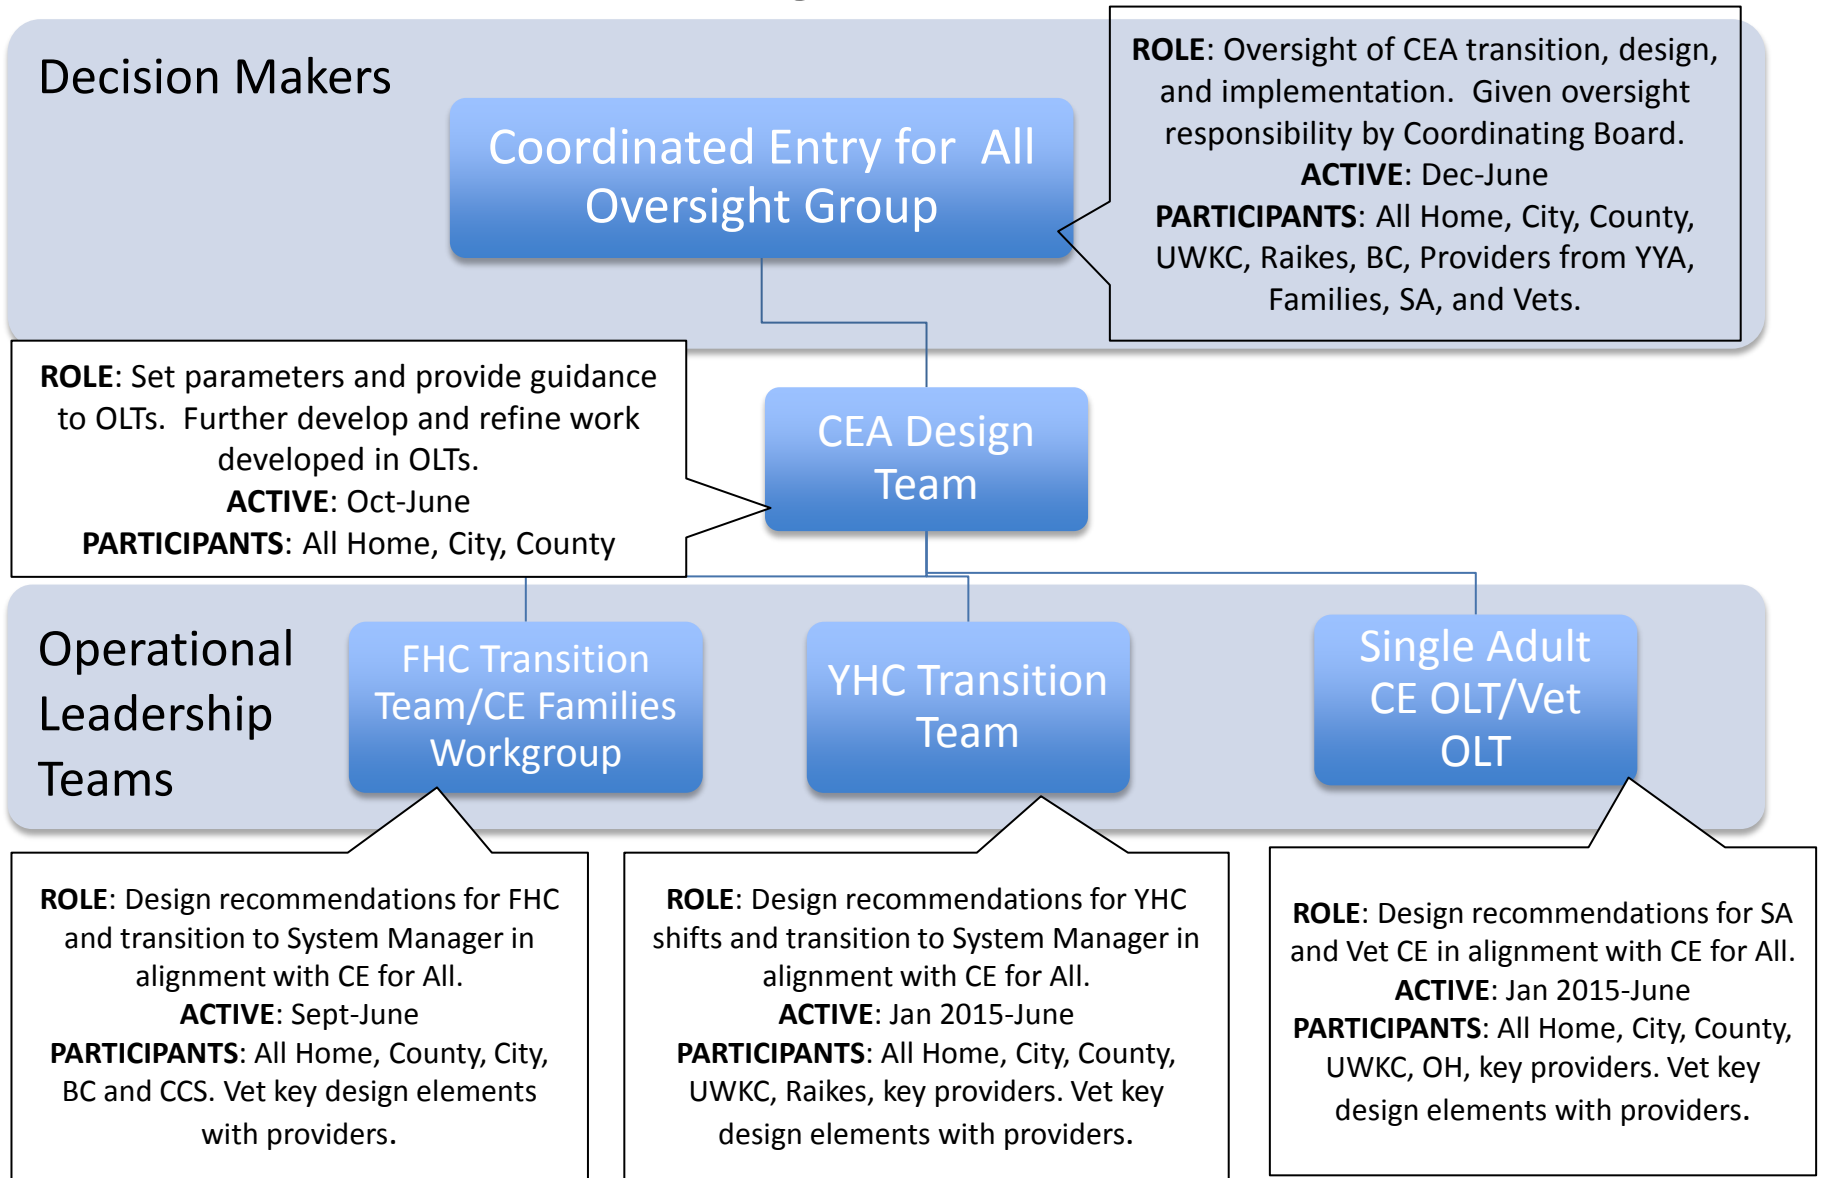 Decision Makers
Coordinated Entry for  All
Oversight Group
ROLE: Oversight of CEA transition, design,
and implementation.  Given oversight
responsibility by Coordinating Board.
ACTIVE: Dec-June
PARTICIPANTS: All Home, City, County,
UWKC, Raikes, BC, Providers from YYA,
Families, SA, and Vets.
ROLE: Set parameters and provide guidance
to OLTs.  Further develop and refine work
developed in OLTs.
ACTIVE: Oct-June
PARTICIPANTS: All Home, City, County
CEA Design
Team
Operational
Leadership
Teams
FHC Transition
Team/CE Families
Workgroup
YHC Transition
Team
Single Adult
CE OLT/Vet
OLT
ROLE: Design recommendations for FHC
and transition to System Manager in
alignment with CE for All.
ACTIVE: Sept-June
PARTICIPANTS: All Home, County, City,
BC and CCS. Vet key design elements
with providers.
ROLE: Design recommendations for YHC
shifts and transition to System Manager in
alignment with CE for All.
ACTIVE: Jan 2015-June
PARTICIPANTS: All Home, City, County,
UWKC, Raikes, key providers. Vet key
design elements with providers.
ROLE: Design recommendations for SA
and Vet CE in alignment with CE for All.
ACTIVE: Jan 2015-June
PARTICIPANTS: All Home, City, County,
UWKC, OH, key providers. Vet key
design elements with providers.